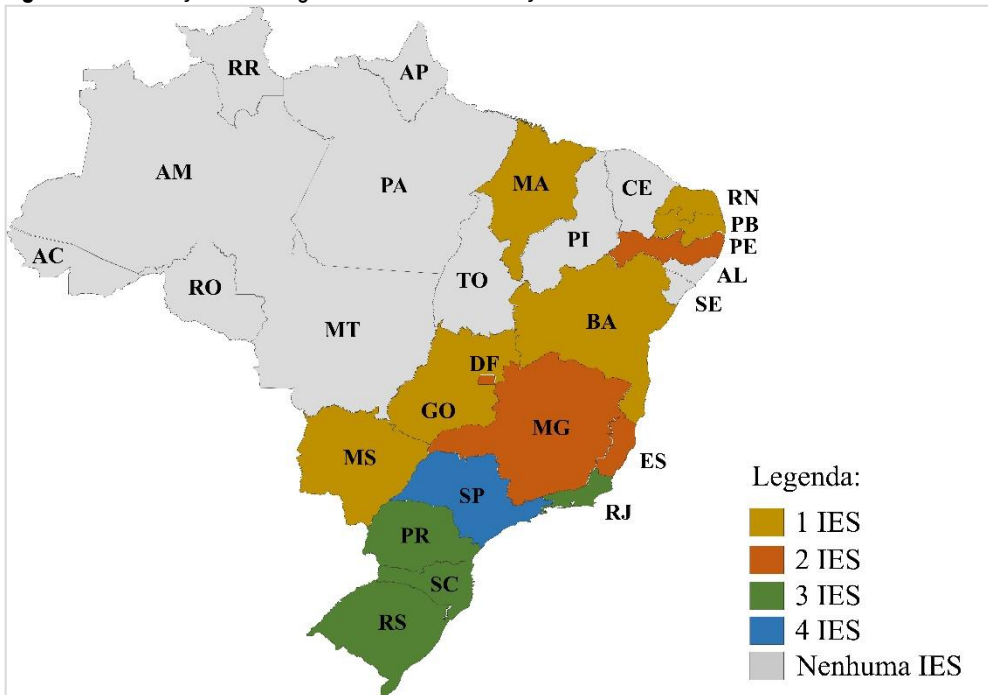 RR
AP
AM
PA
MA
CE
RN
PB
PE
PI
AC
TO
AL
RO
SE
MT
BA
DF
GO
MG
MS
ES
SP
RJ
PR
SC
RS
Legenda:
1 IES
2 IES
3 IES
4 IES
Nenhuma IES